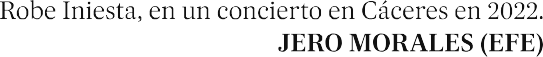 Robe Iniesta, en un concierto en Cáceres en 2022.
JERO MORALES (EFE)